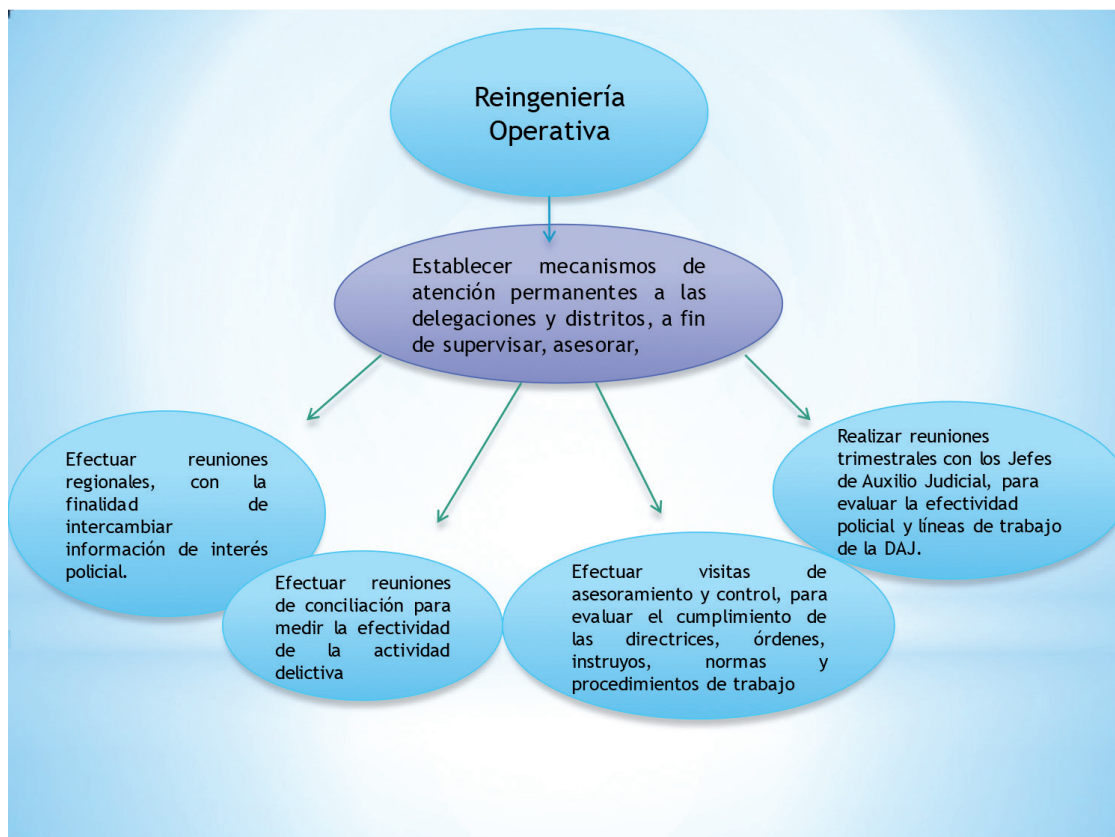 Reingeniería
Operativa
Establecer mecanismos de
atención permanentes a las
delegaciones y distritos, a fin
de supervisar, asesorar,
Efectuar reuniones
regionales, con la
finalidad de
intercambiar
información de interés
policial.
Efectuar reuniones
de conciliación para
medir la efectividad
de la actividad
delictiva
Efectuar visitas de
asesoramiento y control, para
evaluar el cumplimiento de
las directrices, órdenes,
instruyos, normas y
procedimientos de trabajo
Realizar reuniones
trimestrales con los Jefes
de Auxilio Judicial, para
evaluar la efectividad
policial y líneas de trabajo
de la DAJ.